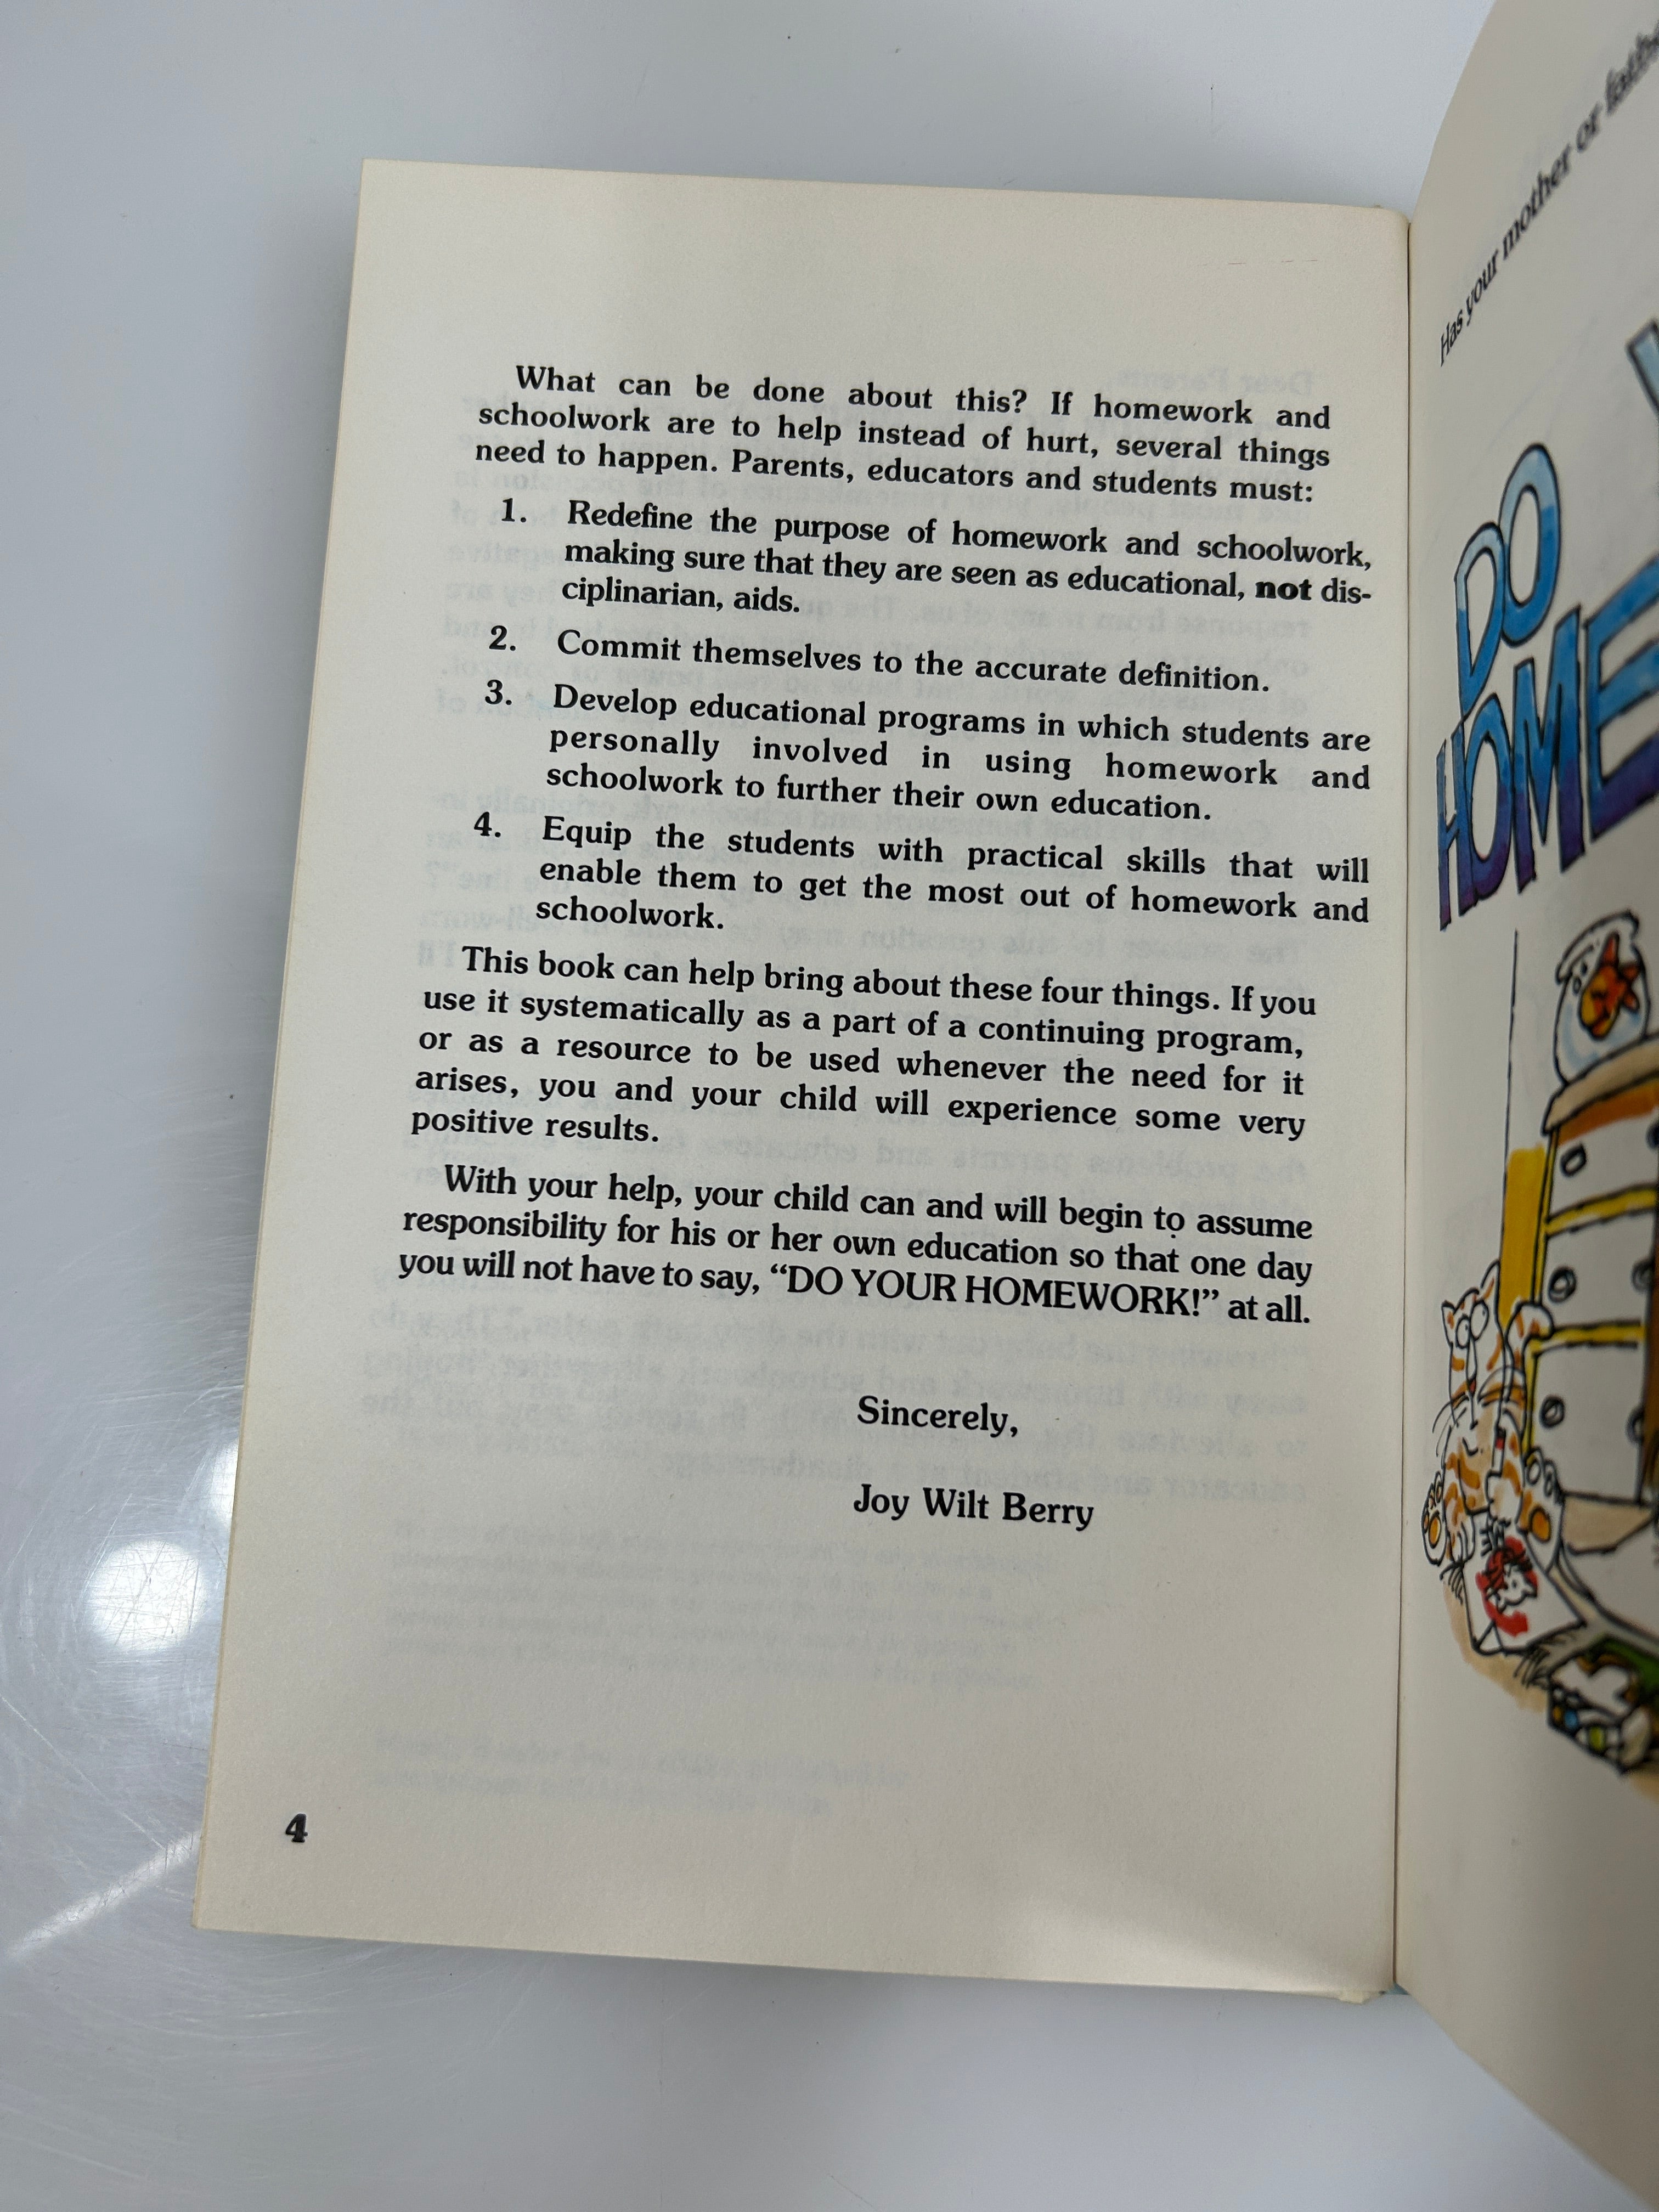 What can be done about this? If homework and
schoolwork are to help instead of hurt, several things
need to happen. Parents, educators and students must:
1. Redefine the purpose of homework and schoolwork,
making sure that they are seen as educational, not dis-
ciplinarian, aids.
2. Commit themselves to the accurate definition.
3. Develop educational programs in which students are
personally involved in using homework and
schoolwork to further their own education.
4. Equip the students with practical skills that will
enable them to get the most out of homework and
schoolwork.
This book can help bring about these four things. If you
use it systematically as a part of a continuing program,
or as a resource to be used whenever the need for it
arises, you and your child will experience some very
positive results.
With your help, your child can and will begin to assume
responsibility for his or her own education so that one day
you will not have to say, “DO YOUR HOMEWORK!” at all.
Sincerely,
Joy Wilt Berry
4
Has your mother or
DO
HOME